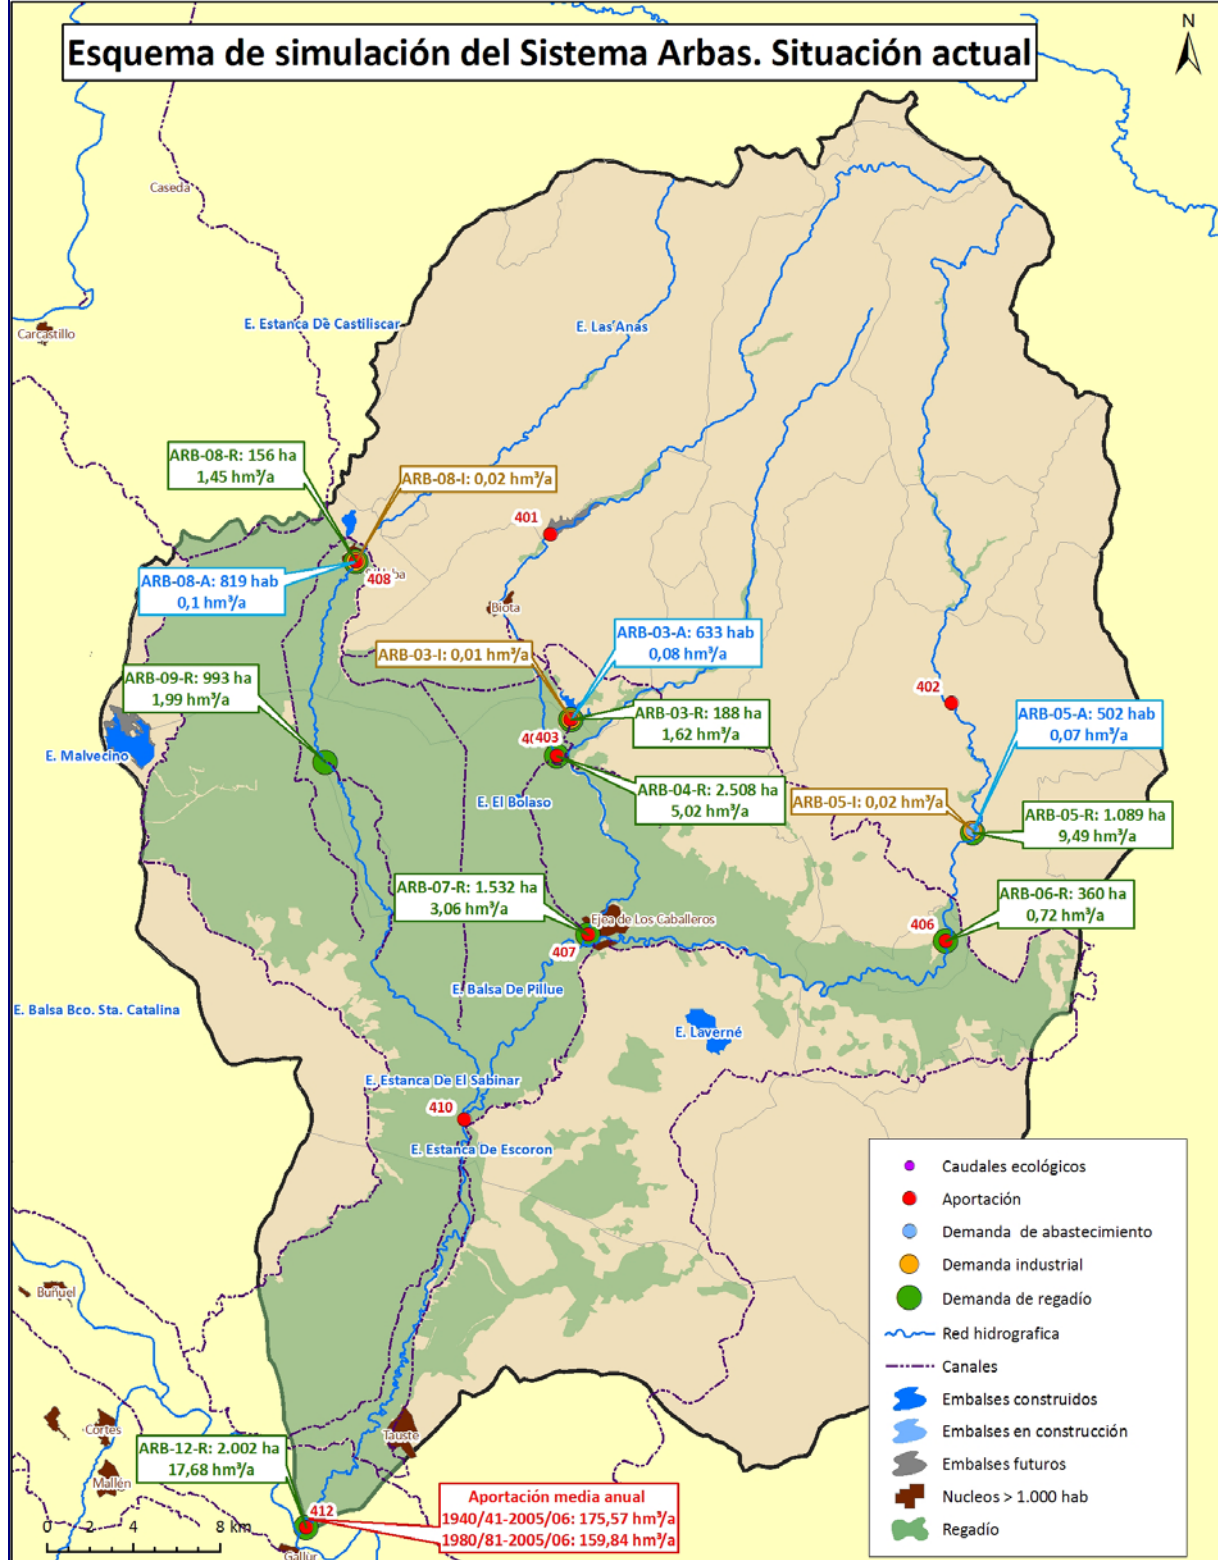 Esquema de simulación del Sistema Arbas. Situación actual
N
Caseda
Carcastillo
E. Estanca De Castiliscar
E. Las Anás
ARB-08-R: 156 ha
1,45 hm³/a
ARB-08-I: 0,02 hm³/a
401
408
ARB-08-A: 819 hab
0,1 hm³/a
Biota
ARB-03-A: 633 hab
0,08 hm³/a
ARB-03-I: 0,01 hm³/a
ARB-09-R: 993 ha
1,99 hm³/a
402
ARB-03-R: 188 ha
1,62 hm³/a
ARB-05-A: 502 hab
0,07 hm³/a
403
E. Malvecino
ARB-04-R: 2.508 ha
5,02 hm³/a
E. El Bolaso
ARB-05-I: 0,02 hm³/a
ARB-05-R: 1.089 ha
9,49 hm³/a
ARB-07-R: 1.532 ha
3,06 hm³/a
ARB-06-R: 360 ha
0,72 hm³/a
Ejea de Los Caballeros
406
407
E. Balsa De Pillue
E. Balsa Bco. Sta. Catalina
E. Laverné
E. Estanca De El Sabinar
410
E. Estanca De Escoron
Caudales ecológicos
Aportación
Demanda de abastecimiento
Demanda industrial
Demanda de regadío
Red hidrografica
Canales
Embalses construidos
Embalses en construcción
Embalses futuros
Nucleos > 1.000 hab
Regadío
Buñuel
Cortes
Mallén
Tauste
ARB-12-R: 2.002 ha
17,68 hm³/a
412
Aportación media anual
1940/41-2005/06: 175,57 hm³/a
1980/81-2005/06: 159,84 hm³/a
0 2 4 8 km
Gallur